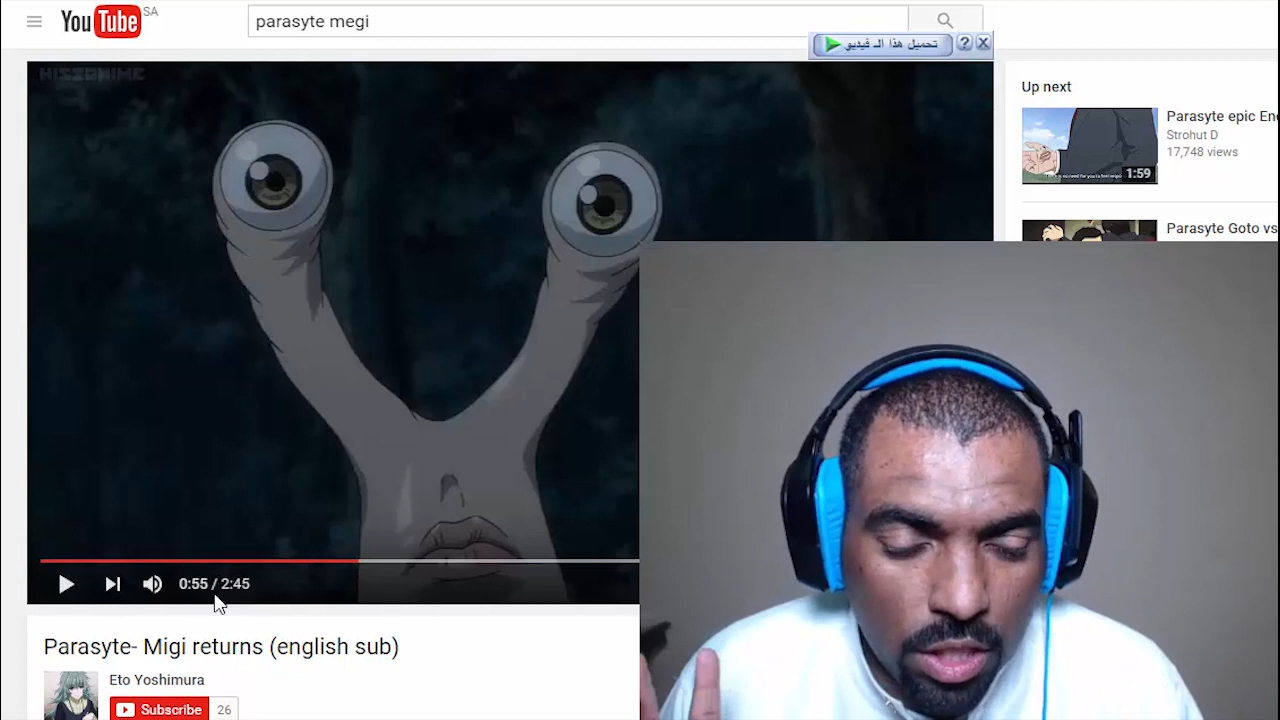 YouTube SA
parasyte megi
تحميل هذا الـ فيديو
?
X
KISSANIME
Up next
Parasyte epic En
Strohut D
17,748 views
1:59
Parasyte Goto vs
0:55 / 2:45
Parasyte- Migi returns (english sub)
Eto Yoshimura
Subscribe 26